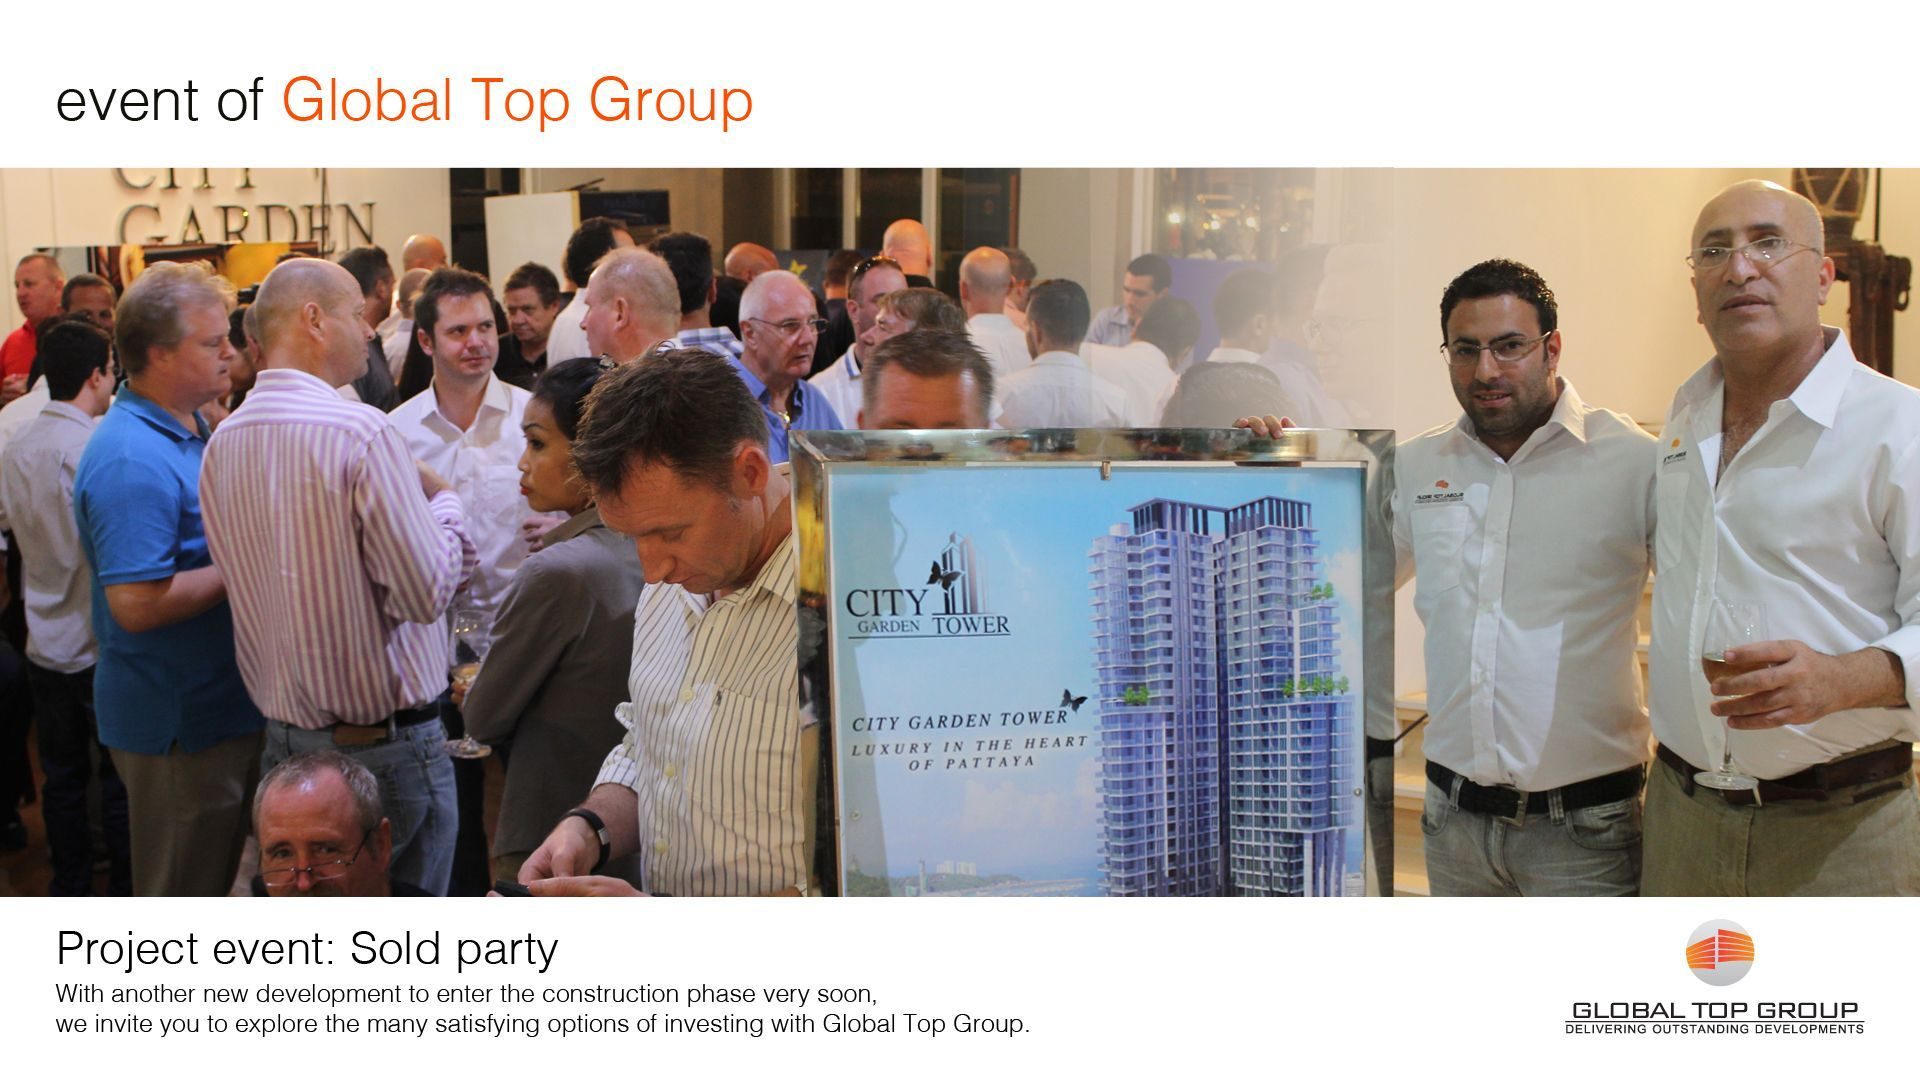 event of Global Top Group
CITY
GARDEN
CITY
GARDEN TOWER
CITY GARDEN TOWER
LUXURY IN THE HEART
OF PATTAYA
Project event: Sold party
With another new development to enter the construction phase very soon,
we invite you to explore the many satisfying options of investing with Global Top Group.
GLOBAL TOP GROUP
DELIVERING OUTSTANDING DEVELOPMENTS